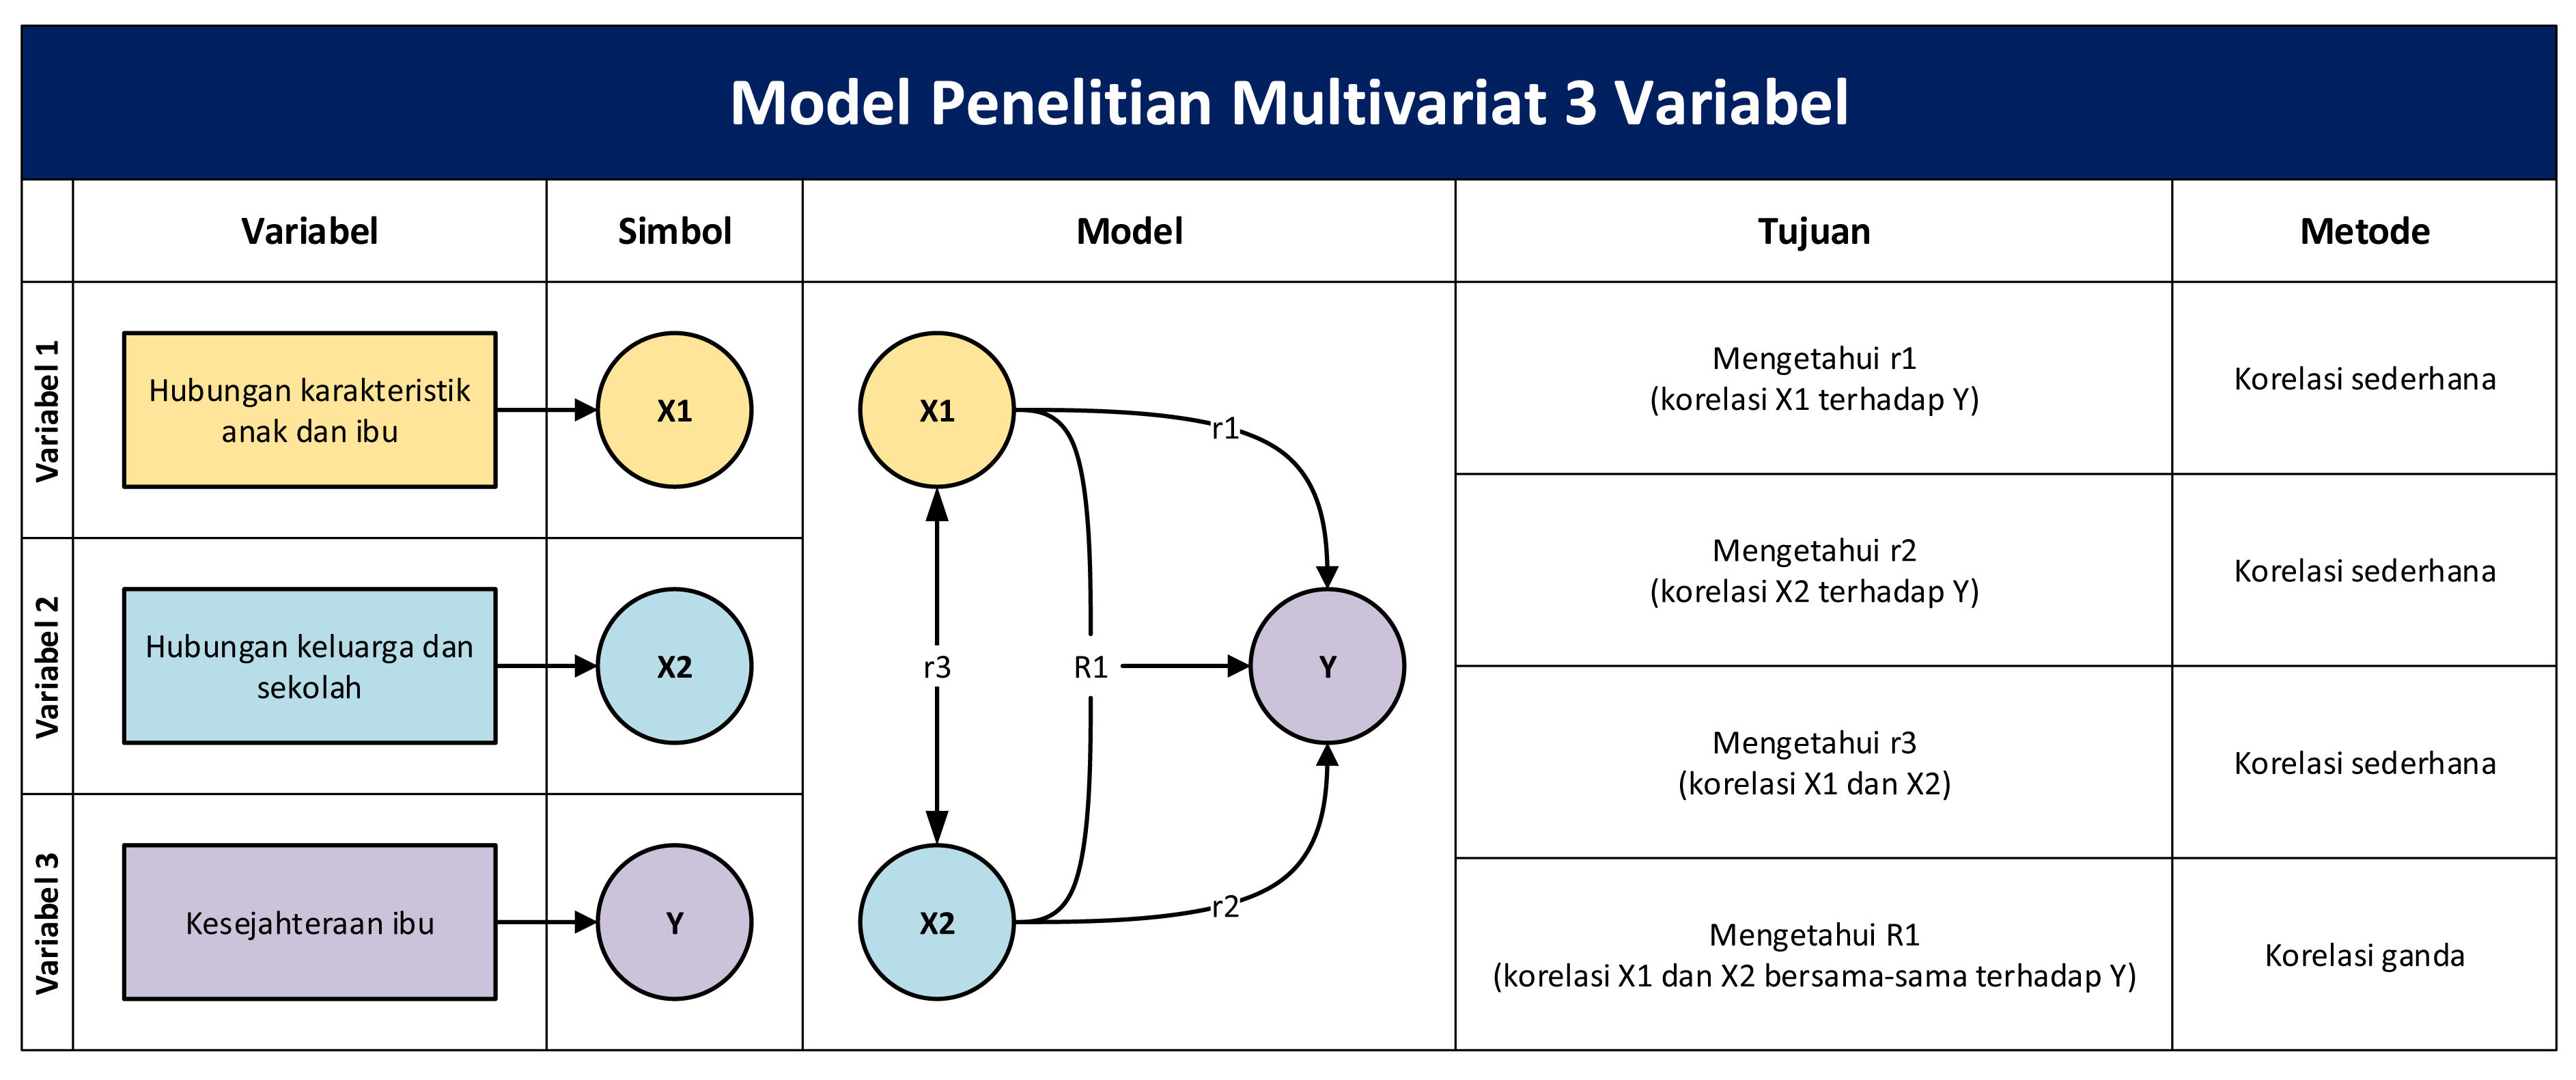 Model Penelitian Multivariat 3 Variabel
Variabel
Simbol
Model
Tujuan
Metode
Variabel 1
Hubungan karakteristik
anak dan ibu
X1
Variabel 2
Hubungan keluarga dan
sekolah
X2
Variabel 3
Kesejahteraan ibu
Y
X1
r1
r3
R1
Y
X2
r2
Mengetahui r1
(korelasi X1 terhadap Y)
Korelasi sederhana
Mengetahui r2
(korelasi X2 terhadap Y)
Korelasi sederhana
Mengetahui r3
(korelasi X1 dan X2)
Korelasi sederhana
Mengetahui R1
(korelasi X1 dan X2 bersama-sama terhadap Y)
Korelasi ganda